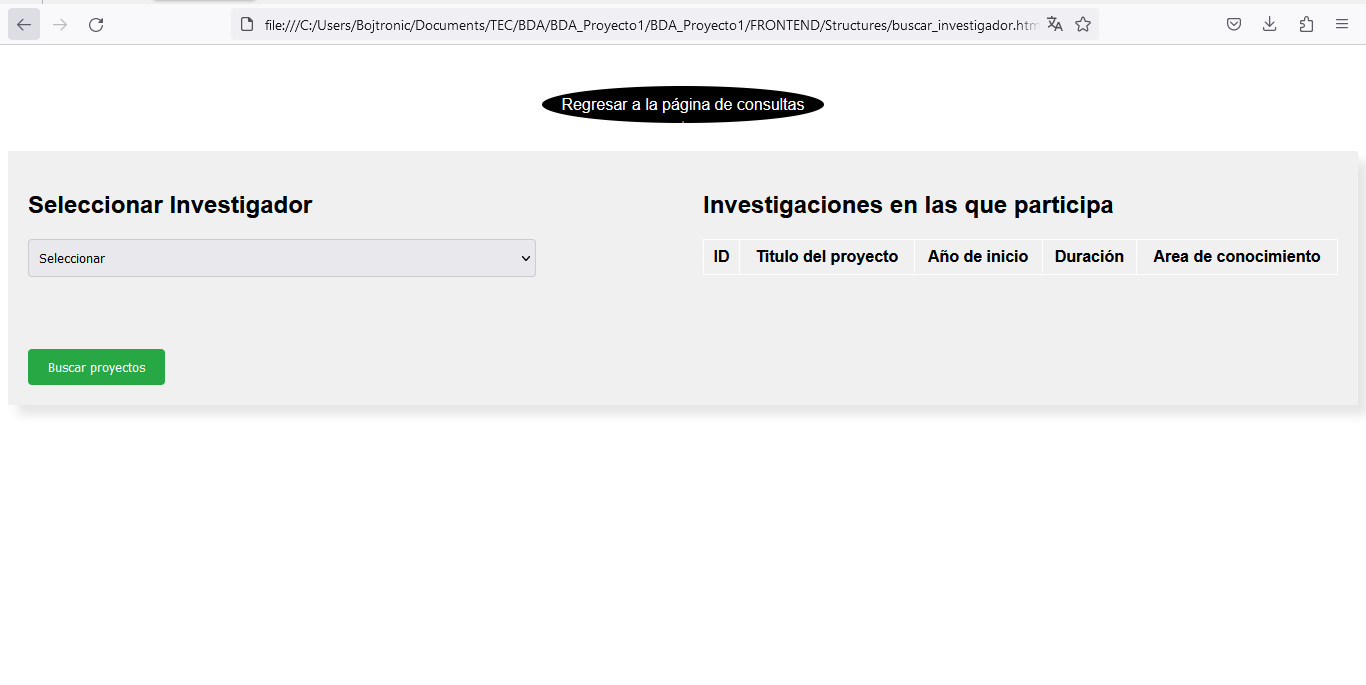 file:///C:/Users/Bojtronic/Documents/TEC/BDA/BDA_Proyecto1/BDA_Proyecto1/FRONTEND/Structures/buscar_investigador.htm
Regresar a la página de consultas
Seleccionar Investigador
Seleccionar
Buscar proyectos
Investigaciones en las que participa
ID Titulo del proyecto Año de inicio Duración Area de conocimiento